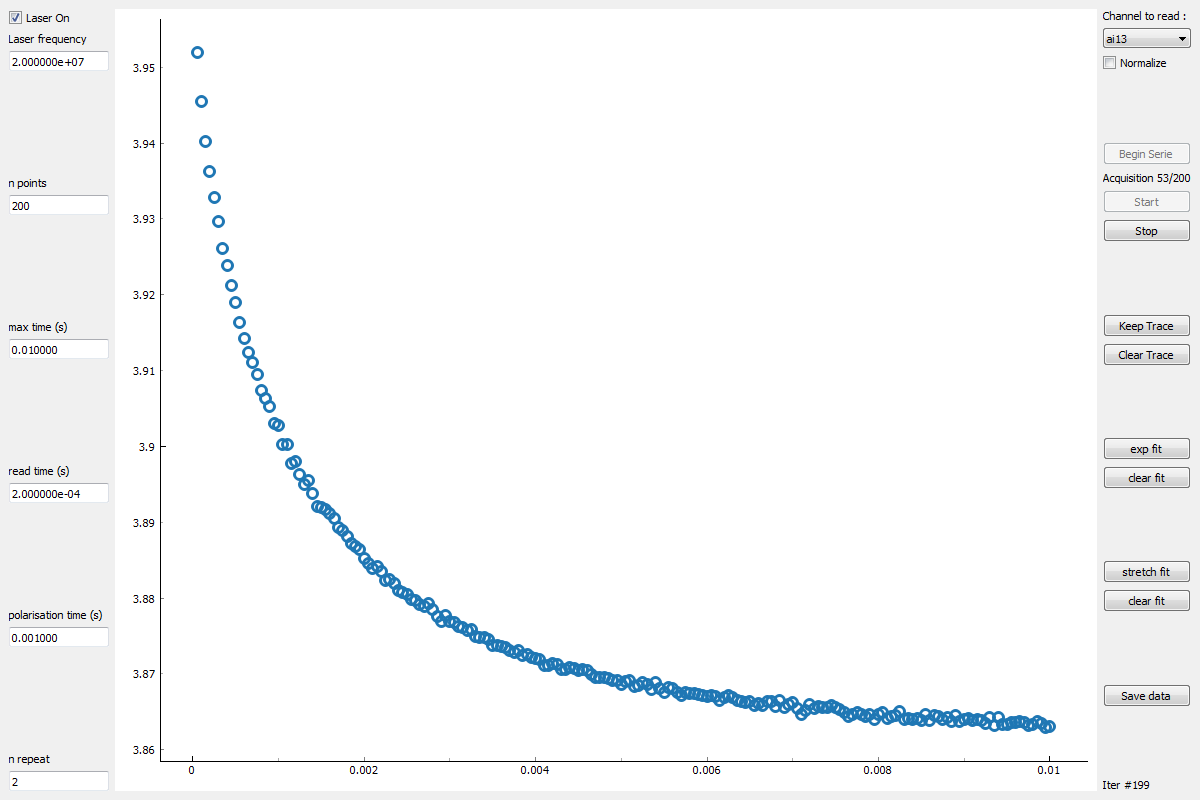 Laser On
Laser frequency
2.000000e+07
n points
200
max time (s)
0.010000
read time (s)
2.000000e-04
polarisation time (s)
0.001000
n repeat
2
3.95
3.94
3.93
3.92
3.91
3.9
3.89
3.88
3.87
3.86
0 0.002 0.004 0.006 0.008 0.01
Channel to read :
ai13
Normalize
Begin Serie
Acquisition 53/200
Start
Stop
Keep Trace
Clear Trace
exp fit
clear fit
stretch fit
clear fit
Save data
Iter #199